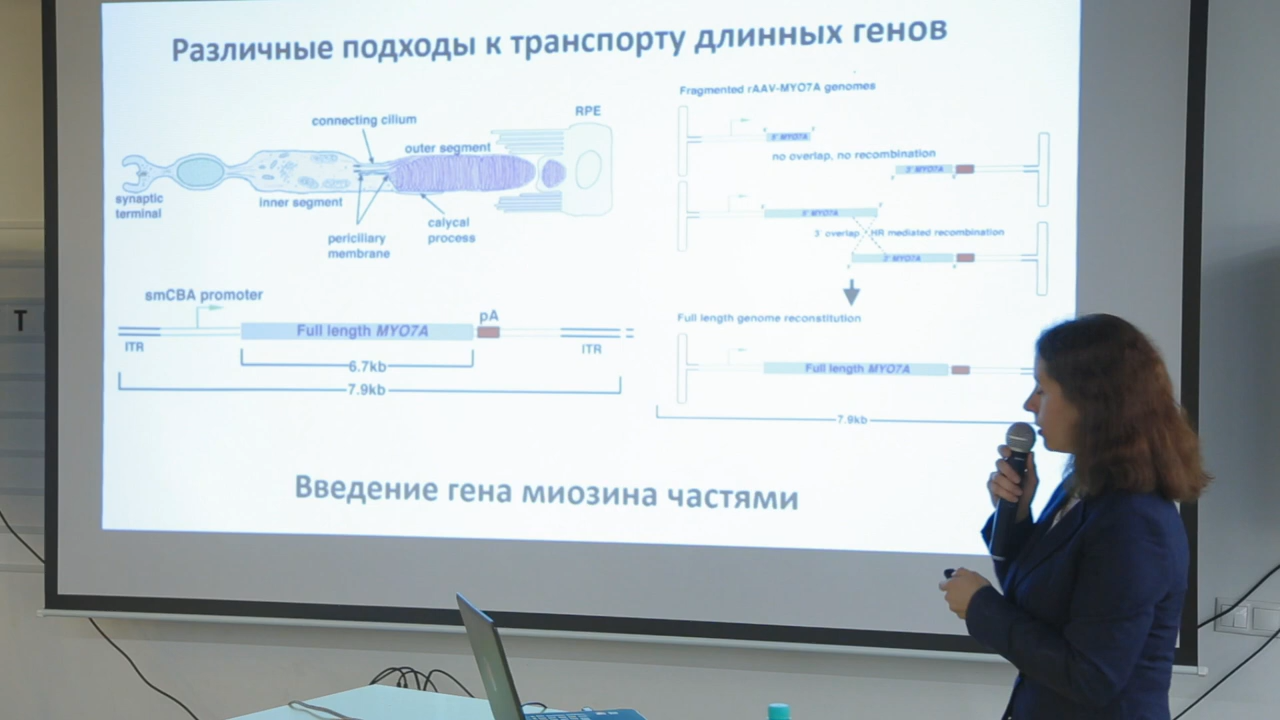 Различные подходы к транспорту длинных генов
connecting cilium
RPE
outer segment
synaptic
terminal
inner segment
periciliary
membrane
calycal
process
smCBA promoter
pA
Full length MYO7A
ITR
ITR
6.7kb
7.9kb
Fragmented rAAV-MYO7A genomes
5' MYO7A
no overlap, no recombination
3' MYO7A
5' MYO7A
3' overlap
HR mediated recombination
3' MYO7A
Full length genome reconstitution
Full length MYO7A
7.9kb
Введение гена миозина частями
T